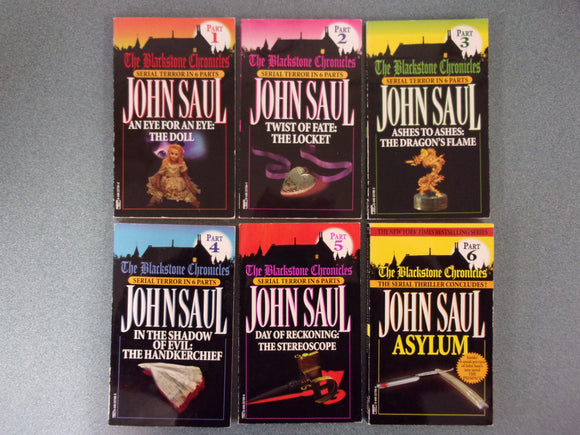 PART
1
The Blackstone Chronicles
SERIAL TERROR IN 6 PARTS
JOHN SAUL
AN EYE FOR AN EYE:
THE DOLL
PART
2
The Blackstone Chronicles
SERIAL TERROR IN 6 PARTS
JOHN SAUL
TWIST OF FATE:
THE LOCKET
PART
3
The Blackstone Chronicles
SERIAL TERROR IN 6 PARTS
JOHN SAUL
ASHES TO ASHES:
THE DRAGON'S FLAME
PART
4
The Blackstone Chronicles
SERIAL TERROR IN 6 PARTS
JOHN SAUL
IN THE SHADOW
OF EVIL:
THE HANDKERCHIEF
PART
5
The Blackstone Chronicles
SERIAL TERROR IN 6 PARTS
JOHN SAUL
DAY OF RECKONING:
THE STEREOSCOPE
THE NEW YORK TIMES BESTSELLING SERIES
PART
6
The Blackstone Chronicles
THE SERIAL THRILLER CONCLUDES!
JOHN SAUL
ASYLUM